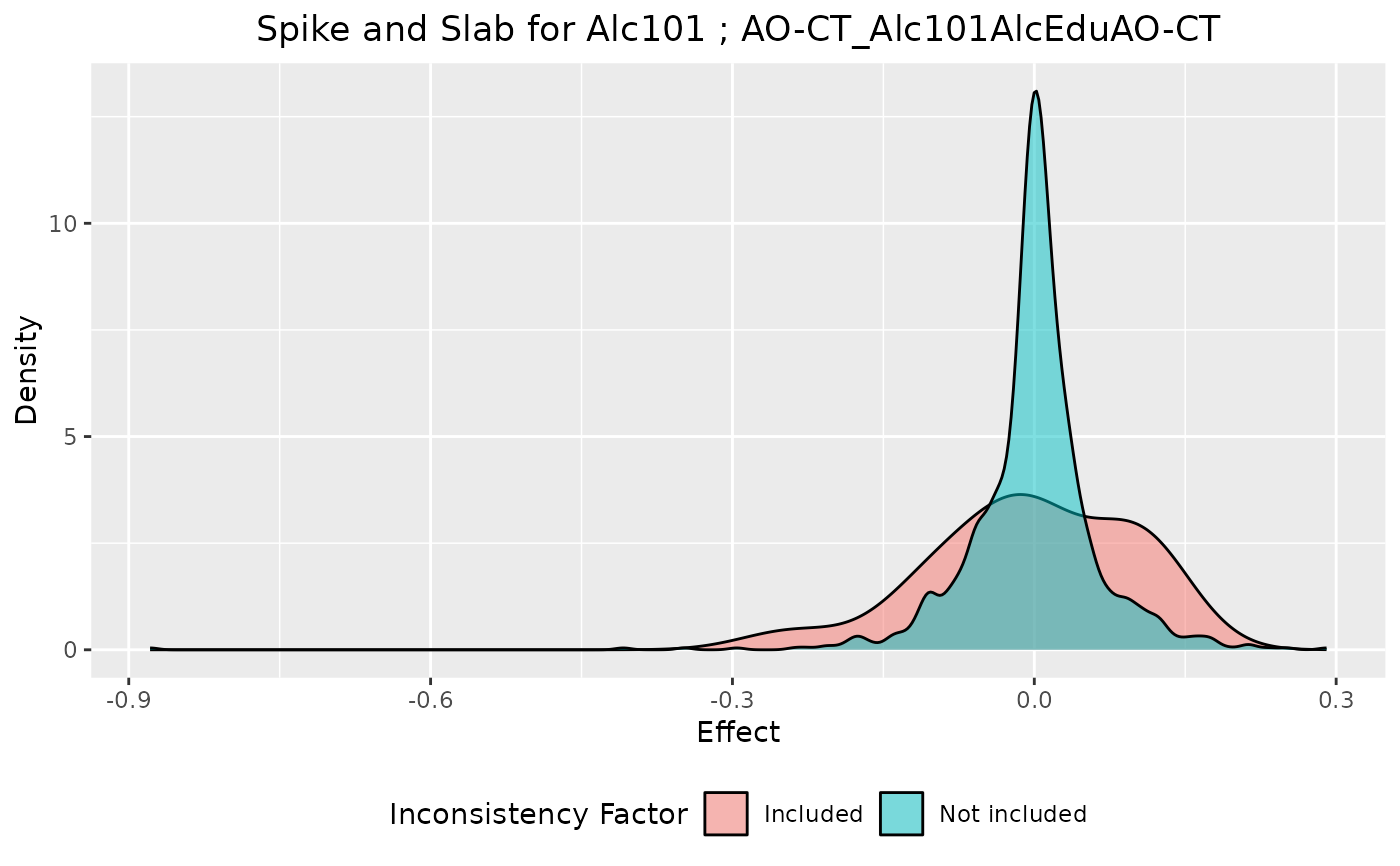 Spike and Slab for Alc101 ; AO-CT_Alc101AlcEduAO-CT
Density
10
5
0
-0.9 -0.6 -0.3 0.0 0.3
Effect
Inconsistency Factor Included Not included